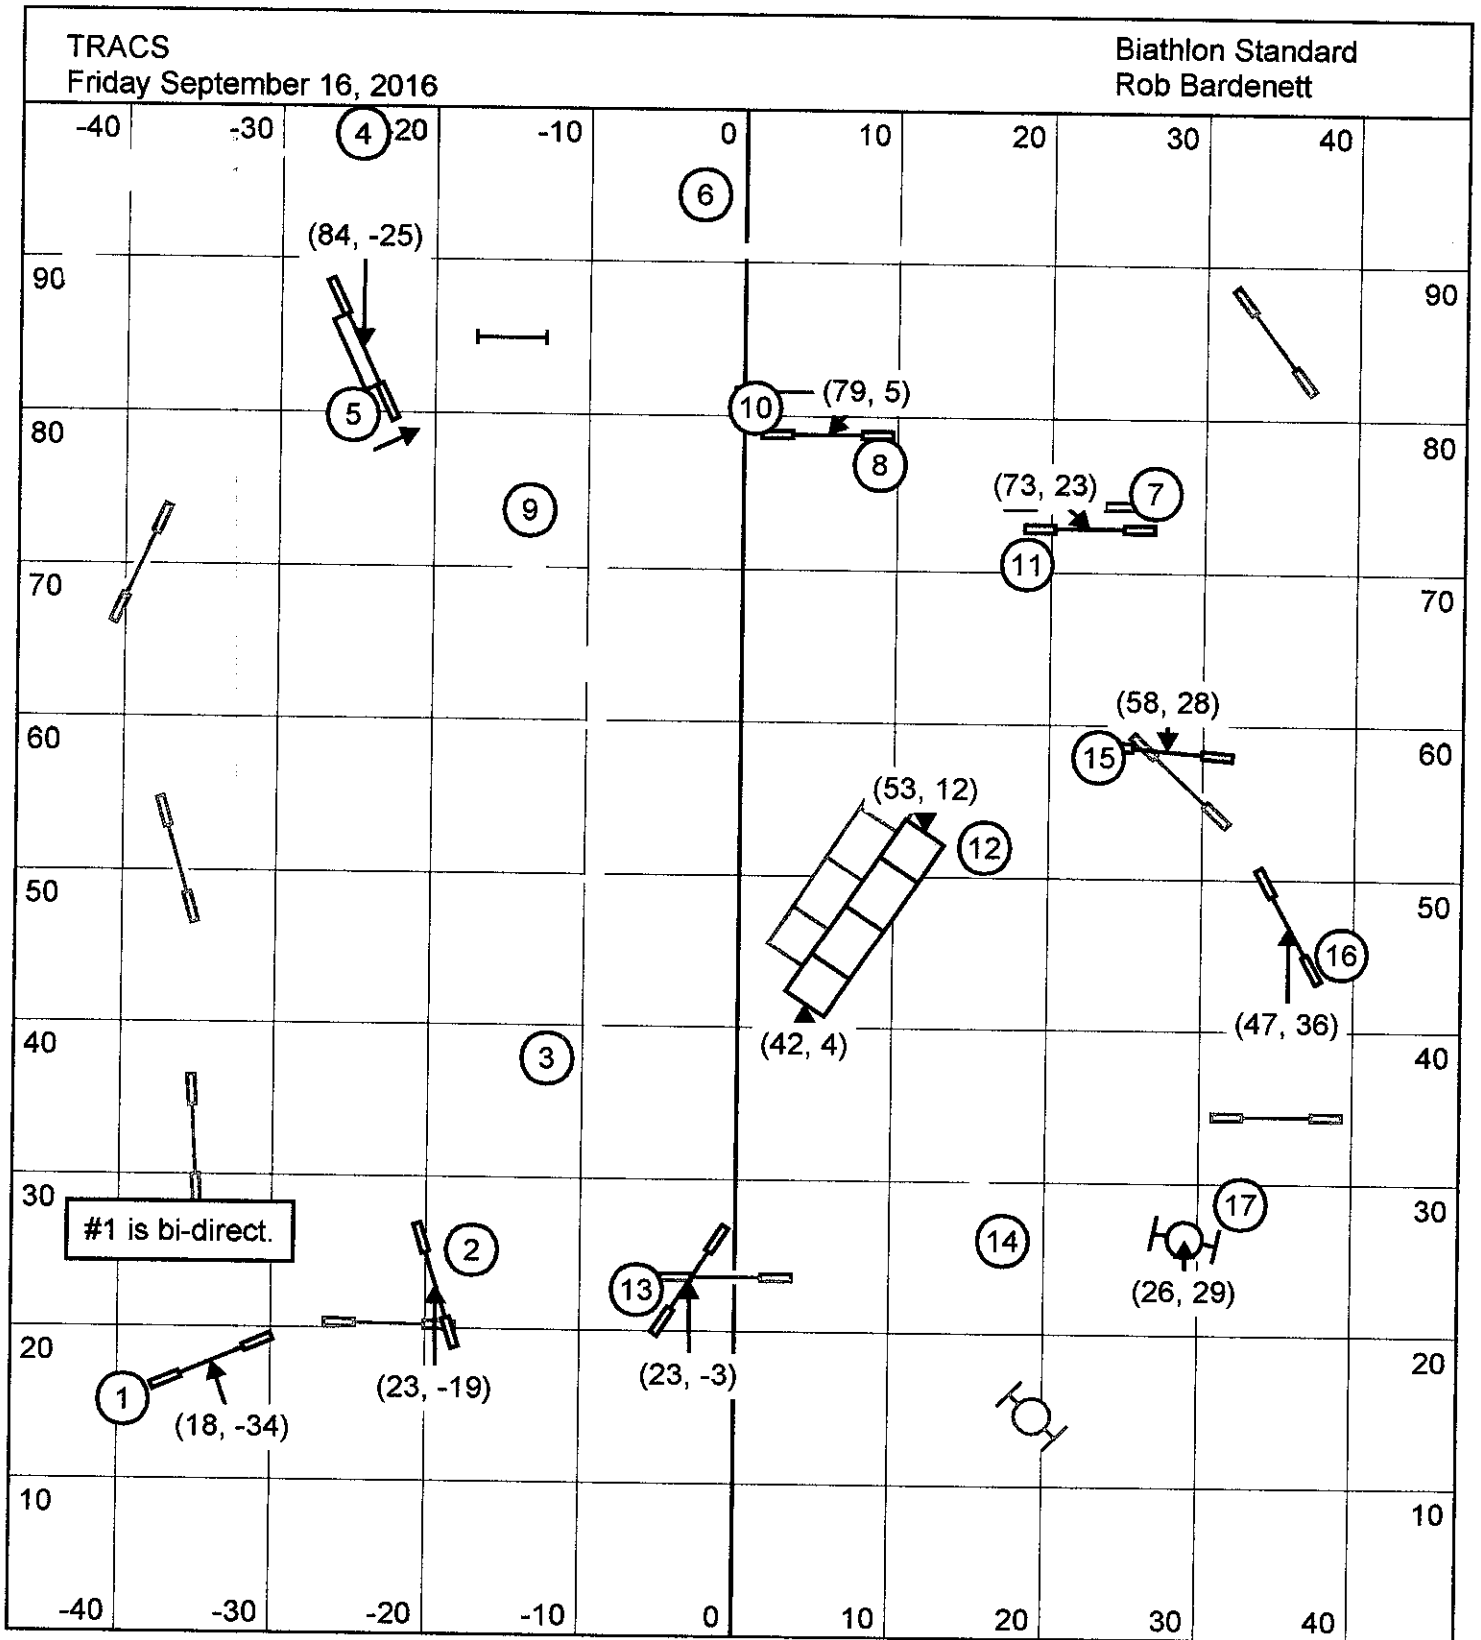 TRACS
Friday September 16, 2016
Biathlon Standard
Rob Bardenett
-40 -30 4 -20 -10 0 10 20 30 40
6
(84, -25)
90 90
5 10 (79, 5)
80 8 80
9 (73, 23) 7
11
70 70
(58, 28)
60 15 60
(53, 12)
12
50 50
16
(47, 36)
40 3 (42, 4) 40
30 17 30
#1 is bi-direct. 2 14
13 (26, 29)
20 20
1 (23, -19) (23, -3)
(18, -34)
10 10
-40 -30 -20 -10 0 10 20 30 40